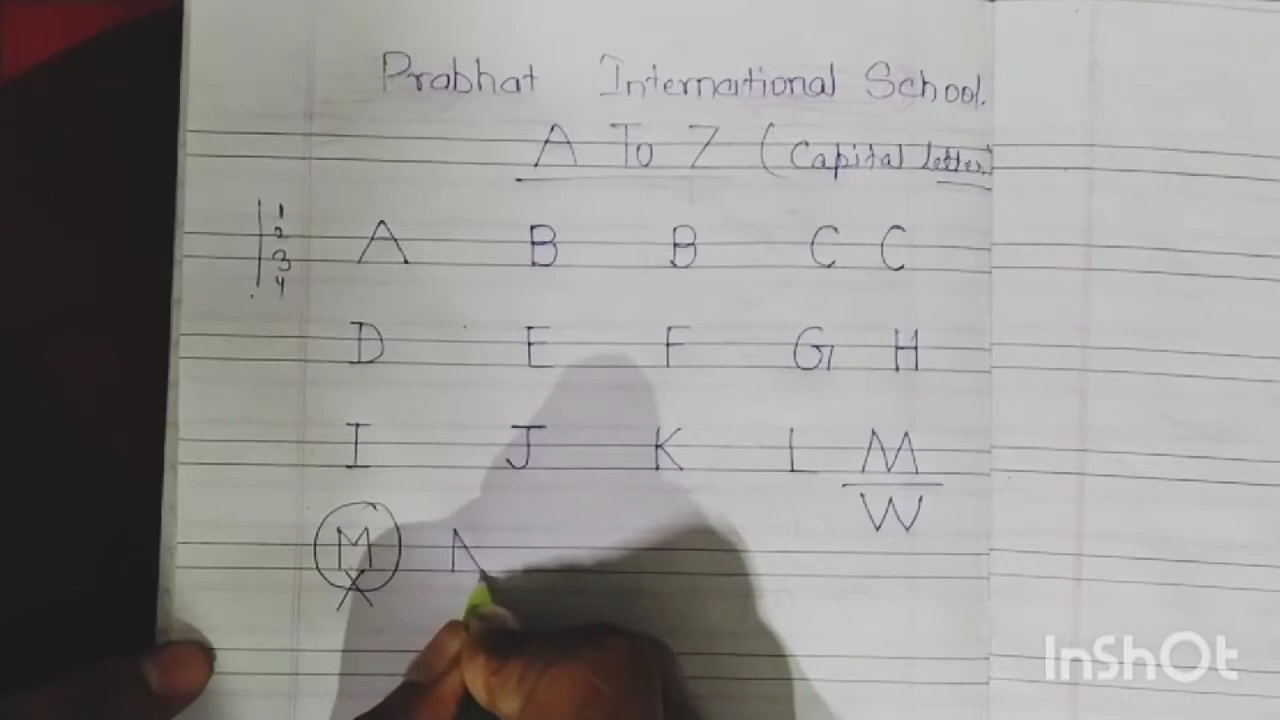 Prabhat International School.
A To Z (Capital letter)
1
2
3
4
A B B C C
D E F G H
I J K L M
W
M
X
InShOt